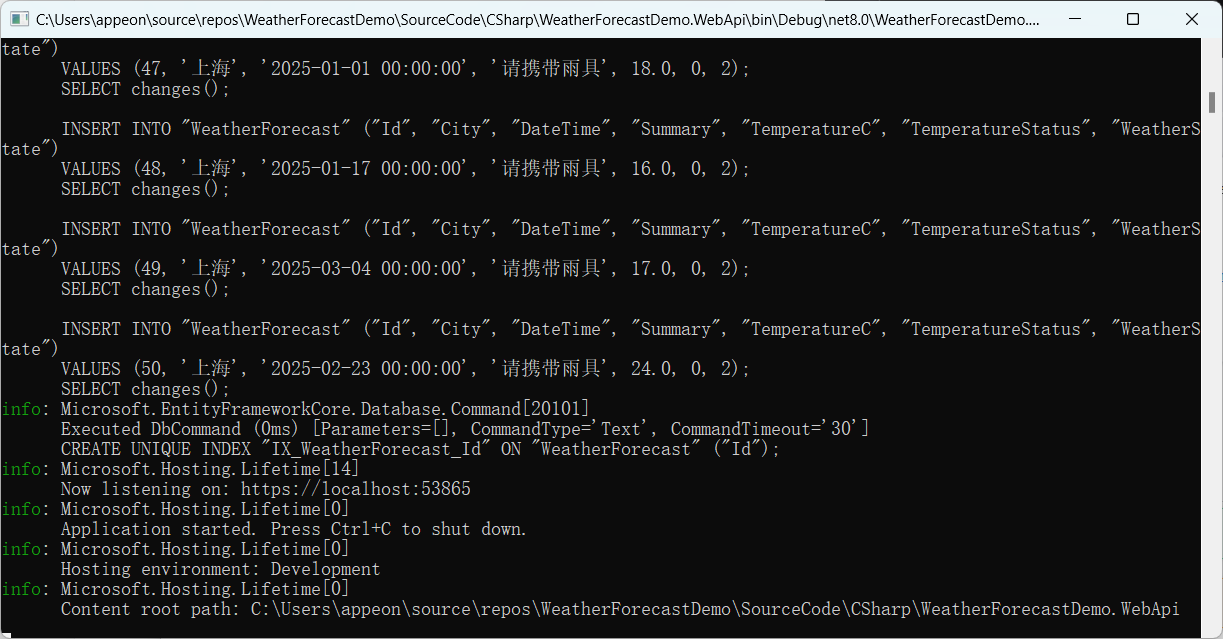 C:\Users\appeon\source\repos\WeatherForecastDemo\SourceCode\CSharp\WeatherForecastDemo.WebApi\bin\Debug\net8.0\WeatherForecastDemo....
tate")
VALUES (47, '上海', '2025-01-01 00:00:00', '请携带雨具', 18.0, 0, 2);
SELECT changes();
INSERT INTO "WeatherForecast" ("Id", "City", "DateTime", "Summary", "TemperatureC", "TemperatureStatus", "WeatherS
tate")
VALUES (48, '上海', '2025-01-17 00:00:00', '请携带雨具', 16.0, 0, 2);
SELECT changes();
INSERT INTO "WeatherForecast" ("Id", "City", "DateTime", "Summary", "TemperatureC", "TemperatureStatus", "WeatherS
tate")
VALUES (49, '上海', '2025-03-04 00:00:00', '请携带雨具', 17.0, 0, 2);
SELECT changes();
INSERT INTO "WeatherForecast" ("Id", "City", "DateTime", "Summary", "TemperatureC", "TemperatureStatus", "WeatherS
tate")
VALUES (50, '上海', '2025-02-23 00:00:00', '请携带雨具', 24.0, 0, 2);
SELECT changes();
info: Microsoft.EntityFrameworkCore.Database.Command[20101]
Executed DbCommand (0ms) [Parameters=[], CommandType='Text', CommandTimeout='30']
CREATE UNIQUE INDEX "IX_WeatherForecast_Id" ON "WeatherForecast" ("Id");
info: Microsoft.Hosting.Lifetime[14]
Now listening on: https://localhost:53865
info: Microsoft.Hosting.Lifetime[0]
Application started. Press Ctrl+C to shut down.
info: Microsoft.Hosting.Lifetime[0]
Hosting environment: Development
info: Microsoft.Hosting.Lifetime[0]
Content root path: C:\Users\appeon\source\repos\WeatherForecastDemo\SourceCode\CSharp\WeatherForecastDemo.WebApi